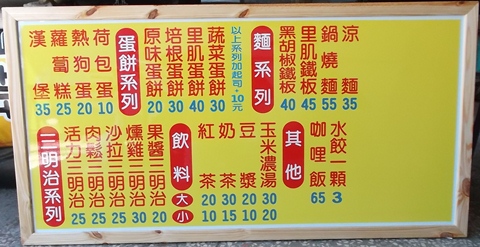 漢堡 35
蘿蔔糕 25
熱狗 20
荷包蛋 10
蛋餅系列
原味蛋餅 20
培根蛋餅 30
里肌蛋餅 40
蔬菜蛋餅 30
以上系列加起司+10元
麵系列
黑胡椒鐵板 40
里肌鐵板麵 45
鍋燒麵 55
涼麵 35
三明治系列
活力三明治 25
肉鬆三明治 25
沙拉三明治 25
燻雞三明治 30
果醬三明治 20
飲料 大 小
紅茶 20 10
奶茶 30 15
豆漿 20 10
玉米濃湯 30 20
其他
咖哩飯 65
水餃一顆 3